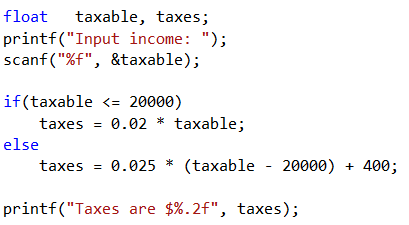 float   taxable, taxes;
printf("Input income: ");
scanf("%f", &taxable);

if(taxable <= 20000)
    taxes = 0.02 * taxable;
else
    taxes = 0.025 * (taxable - 20000) + 400;

printf("Taxes are $%.2f", taxes);